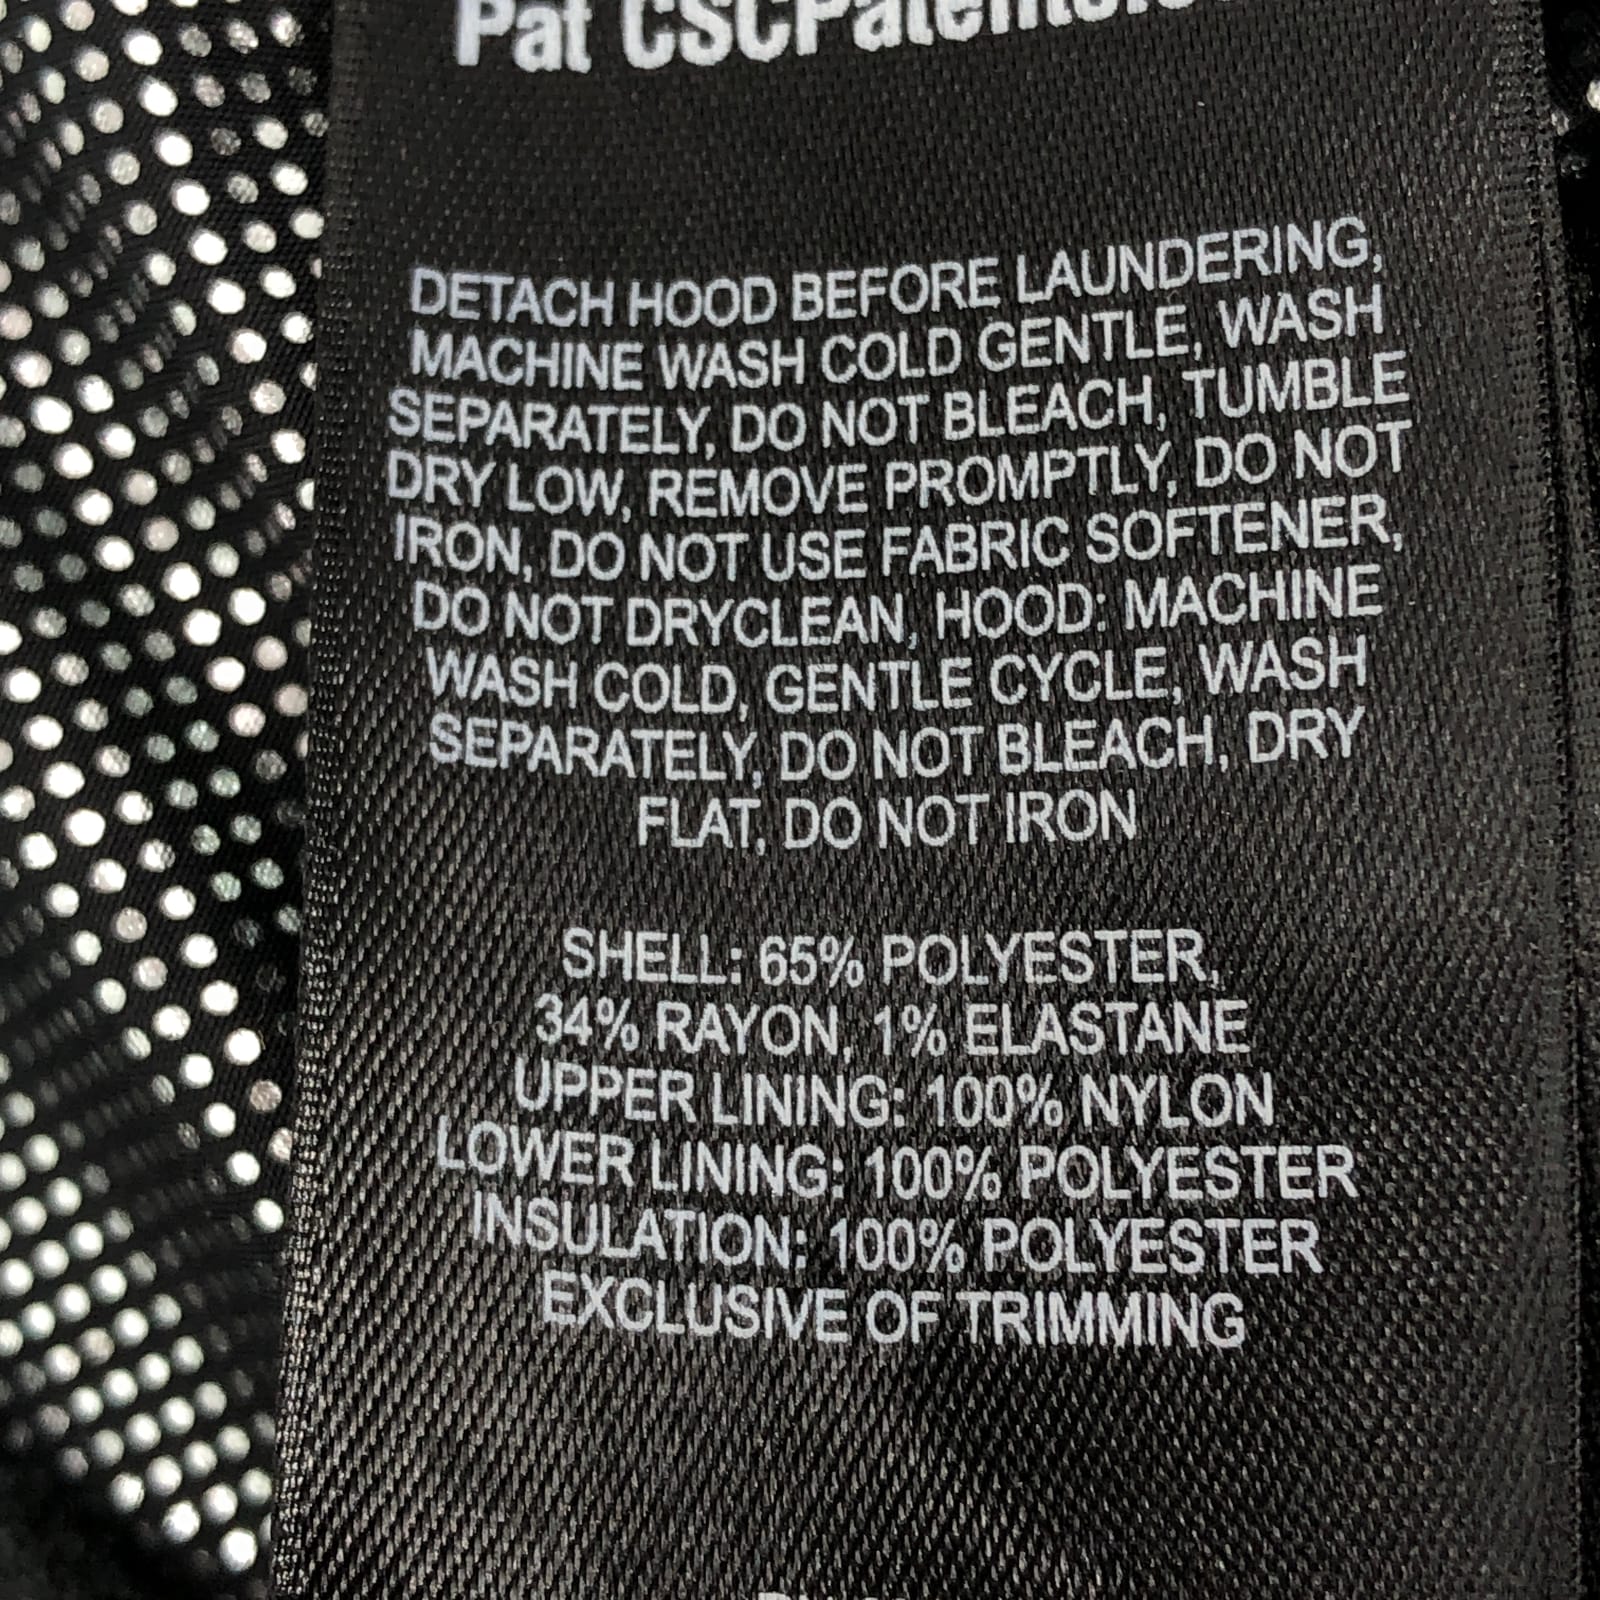 Pat CSCPatents.
DETACH HOOD BEFORE LAUNDERING,
MACHINE WASH COLD GENTLE, WASH
SEPARATELY, DO NOT BLEACH, TUMBLE
DRY LOW, REMOVE PROMPTLY, DO NOT
IRON, DO NOT USE FABRIC SOFTENER,
DO NOT DRYCLEAN, HOOD: MACHINE
WASH COLD, GENTLE CYCLE, WASH
SEPARATELY, DO NOT BLEACH, DRY
FLAT, DO NOT IRON
SHELL: 65% POLYESTER,
34% RAYON, 1% ELASTANE
UPPER LINING: 100% NYLON
LOWER LINING: 100% POLYESTER
INSULATION: 100% POLYESTER
EXCLUSIVE OF TRIMMING